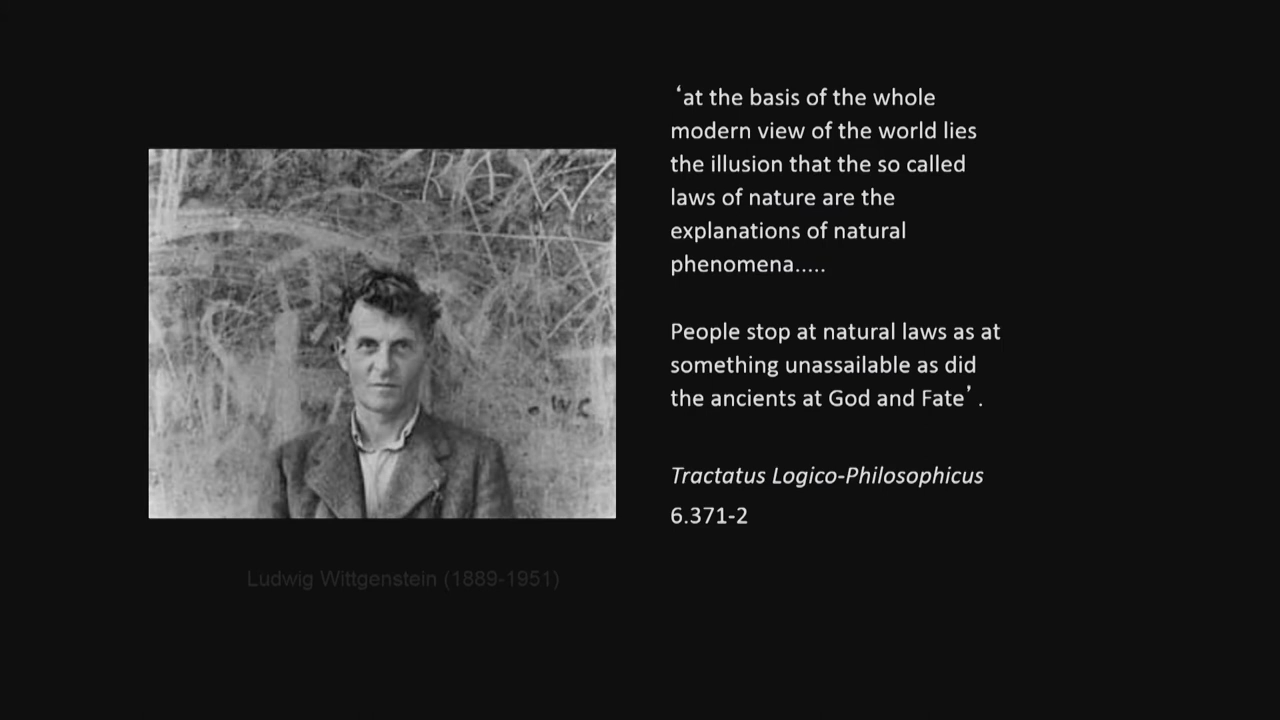 ‘at the basis of the whole
modern view of the world lies
the illusion that the so called
laws of nature are the
explanations of natural
phenomena.....
People stop at natural laws as at
something unassailable as did
the ancients at God and Fate’ .
Tractatus Logico-Philosophicus
6.371-2
W.C
Ludwig Wittgenstein (1889-1951)